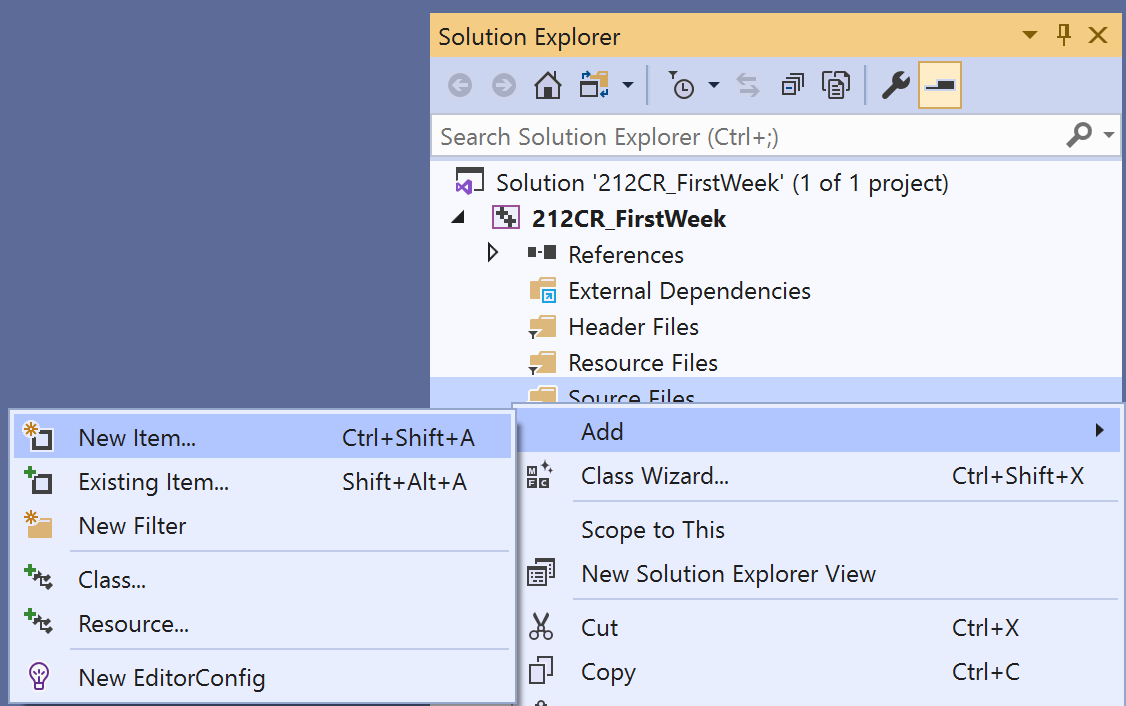 Solution Explorer
Search Solution Explorer (Ctrl+;)
Solution '212CR_FirstWeek' (1 of 1 project)
212CR_FirstWeek
References
External Dependencies
Header Files
Resource Files
Source Files
New Item... Ctrl+Shift+A
Existing Item... Shift+Alt+A
New Filter
Class...
Resource...
New EditorConfig
Add
MFC Class Wizard... Ctrl+Shift+X
Scope to This
New Solution Explorer View
Cut Ctrl+X
Copy Ctrl+C